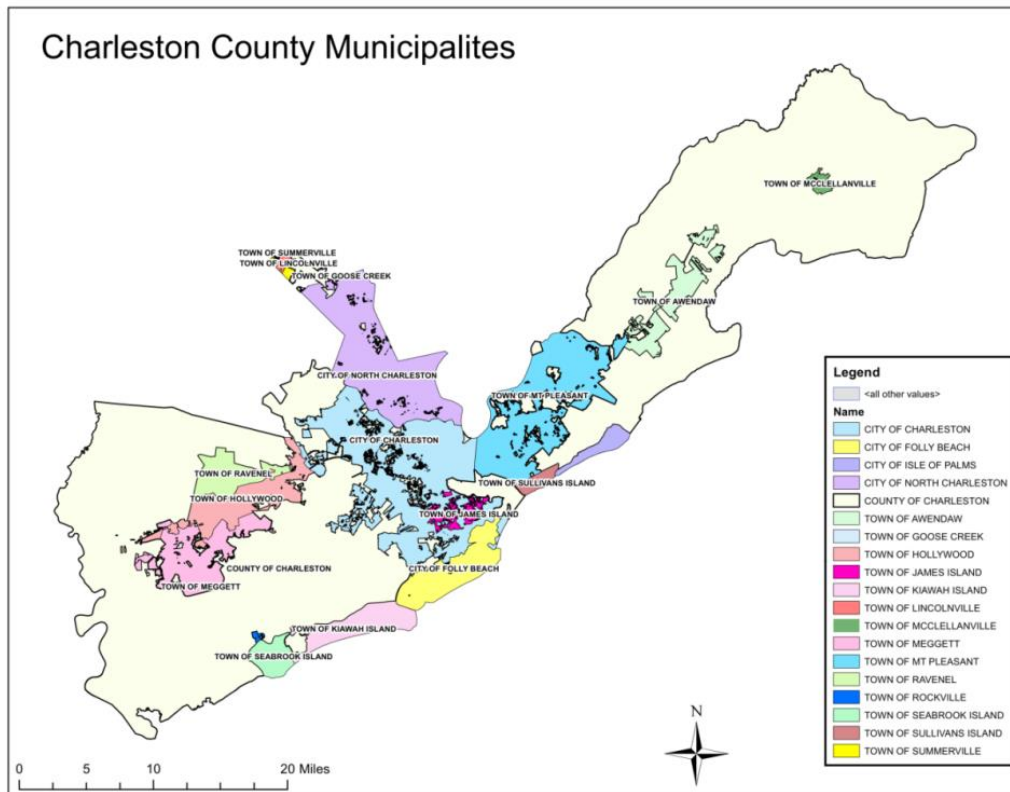 Charleston County Municipalites
TOWN OF MCCLELLANVILLE
TOWN OF SUMMERVILLE
TOWN OF LINCOLNVILLE
TOWN OF GOOSE CREEK
TOWN OF AWENDAW
CITY OF NORTH CHARLESTON
TOWN OF MT PLEASANT
CITY OF CHARLESTON
TOWN OF RAVENEL
TOWN OF SULLIVANS ISLAND
TOWN OF HOLLYWOOD
TOWN OF JAMES ISLAND
COUNTY OF CHARLESTON
CITY OF FOLLY BEACH
TOWN OF MEGGETT
TOWN OF KIAWAH ISLAND
TOWN OF SEABROOK ISLAND
Legend
<all other values>
Name
CITY OF CHARLESTON
CITY OF FOLLY BEACH
CITY OF ISLE OF PALMS
CITY OF NORTH CHARLESTON
COUNTY OF CHARLESTON
TOWN OF AWENDAW
TOWN OF GOOSE CREEK
TOWN OF HOLLYWOOD
TOWN OF JAMES ISLAND
TOWN OF KIAWAH ISLAND
TOWN OF LINCOLNVILLE
TOWN OF MCCLELLANVILLE
TOWN OF MEGGETT
TOWN OF MT PLEASANT
TOWN OF RAVENEL
TOWN OF ROCKVILLE
TOWN OF SEABROOK ISLAND
TOWN OF SULLIVANS ISLAND
TOWN OF SUMMERVILLE
N
0 5 10 20 Miles